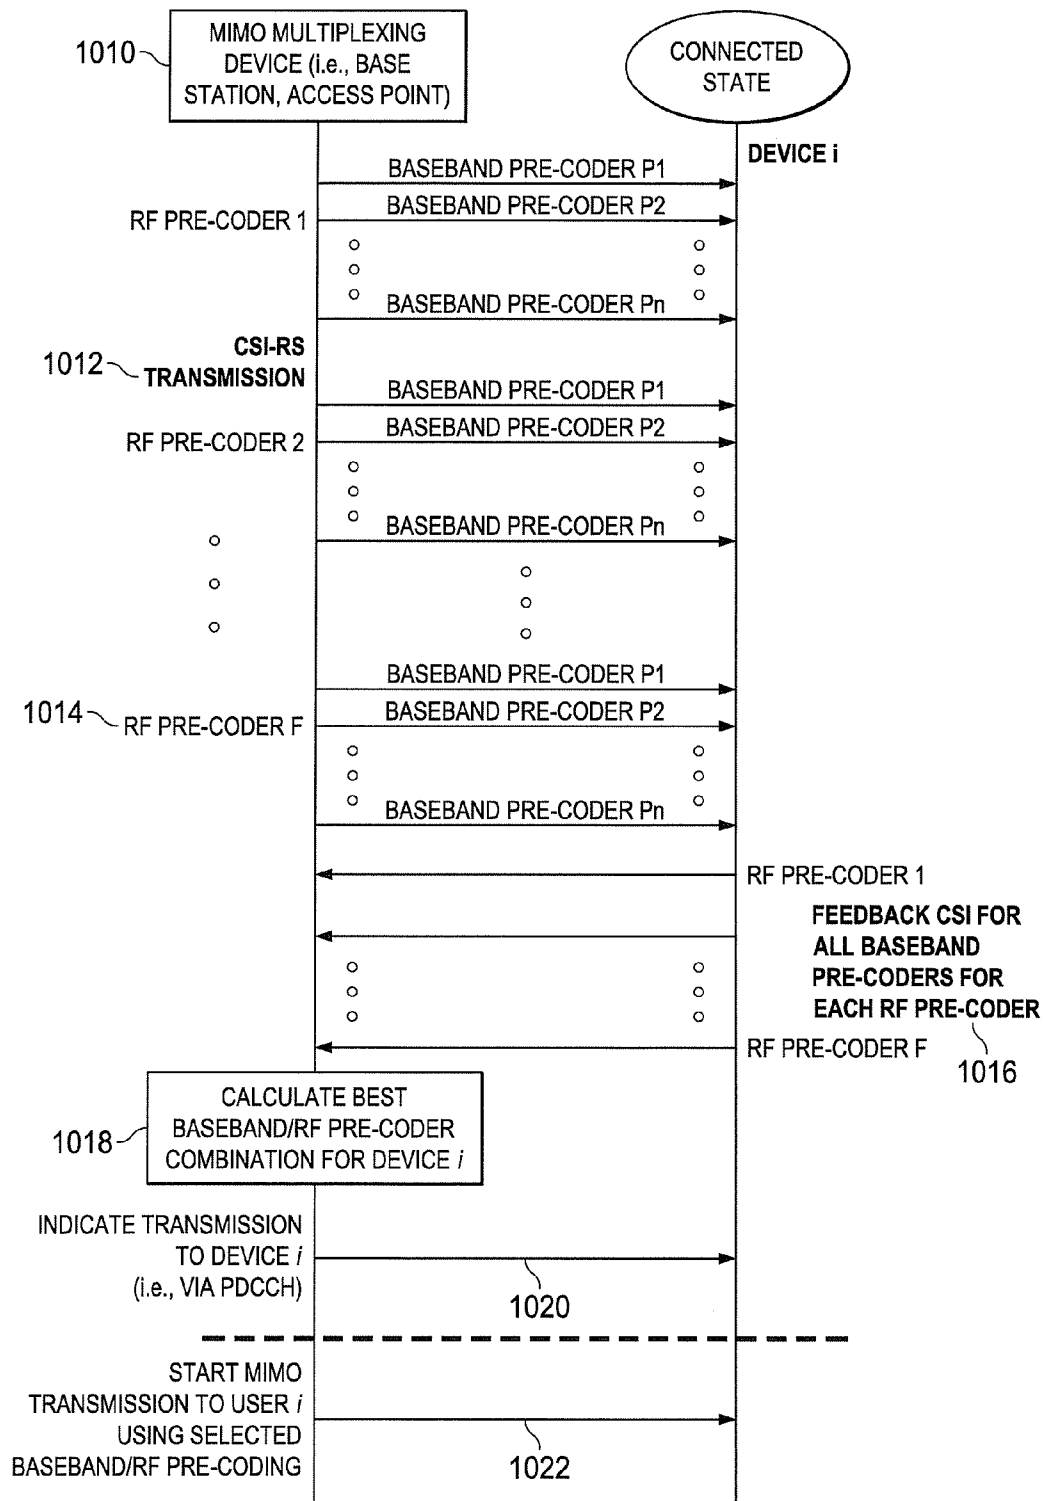 1010
MIMO MULTIPLEXING
DEVICE (i.e., BASE
STATION, ACCESS POINT)
CONNECTED
STATE
DEVICE i
BASEBAND PRE-CODER P1
RF PRE-CODER 1
BASEBAND PRE-CODER P2
BASEBAND PRE-CODER Pn
1012
CSI-RS
TRANSMISSION
BASEBAND PRE-CODER P1
RF PRE-CODER 2
BASEBAND PRE-CODER P2
BASEBAND PRE-CODER Pn
BASEBAND PRE-CODER P1
1014
RF PRE-CODER F
BASEBAND PRE-CODER P2
BASEBAND PRE-CODER Pn
RF PRE-CODER 1
FEEDBACK CSI FOR
ALL BASEBAND
PRE-CODERS FOR
EACH RF PRE-CODER
RF PRE-CODER F
1016
1018
CALCULATE BEST
BASEBAND/RF PRE-CODER
COMBINATION FOR DEVICE i
INDICATE TRANSMISSION
TO DEVICE i
(i.e., VIA PDCCH)
1020
START MIMO
TRANSMISSION TO USER i
USING SELECTED
BASEBAND/RF PRE-CODING
1022